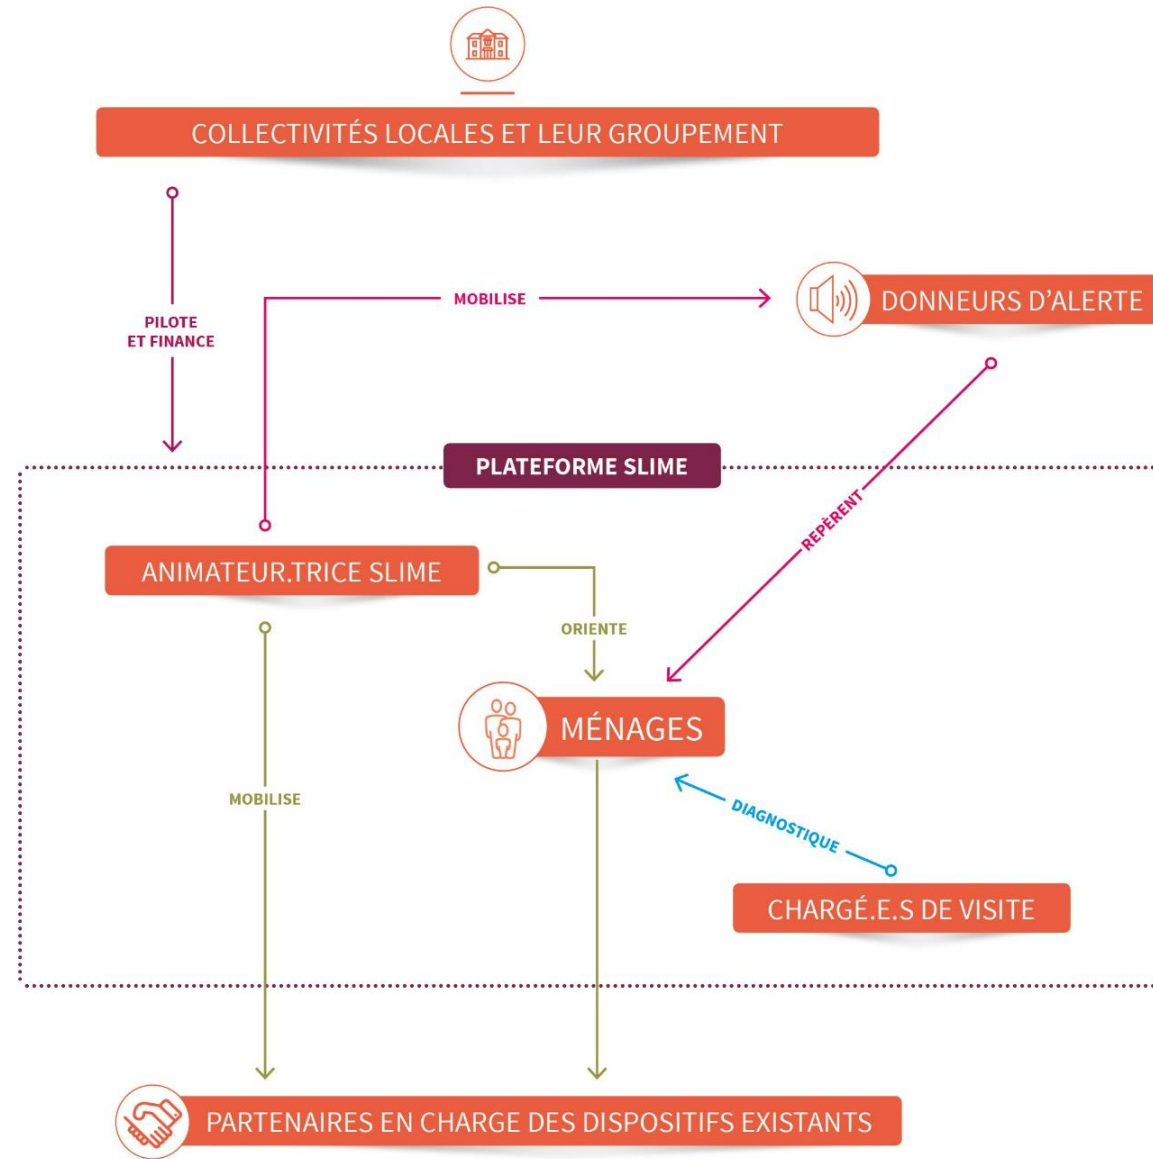 COLLECTIVITÉS LOCALES ET LEUR GROUPEMENT
MOBILISE
DONNEURS D’ALERTE
PILOTE
ET FINANCE
PLATEFORME SLIME
REPÈRENT
ANIMATEUR.TRICE SLIME
ORIENTE
MÉNAGES
MOBILISE
DIAGNOSTIQUE
CHARGÉ.E.S DE VISITE
PARTENAIRES EN CHARGE DES DISPOSITIFS EXISTANTS